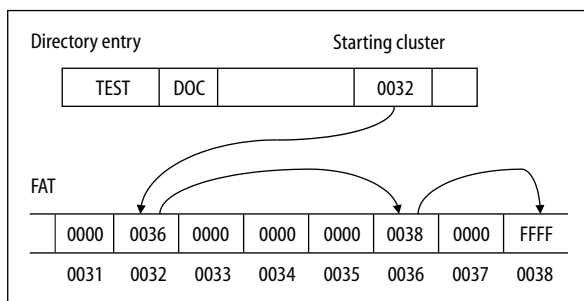 Directory entry Starting cluster
TEST DOC 0032
FAT
0000 0036 0000 0000 0000 0038 0000 FFFF
0031 0032 0033 0034 0035 0036 0037 0038